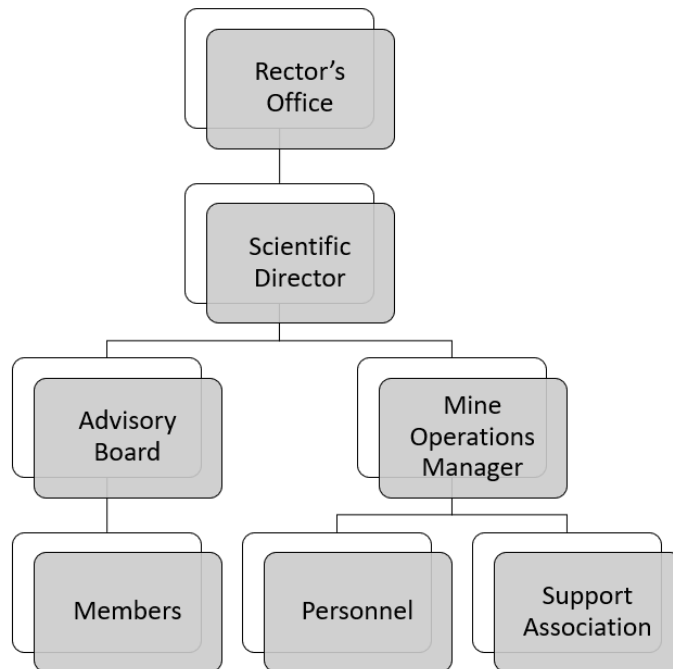 Rector’s
Office
Scientific
Director
Advisory
Board
Mine
Operations
Manager
Members
Personnel
Support
Association